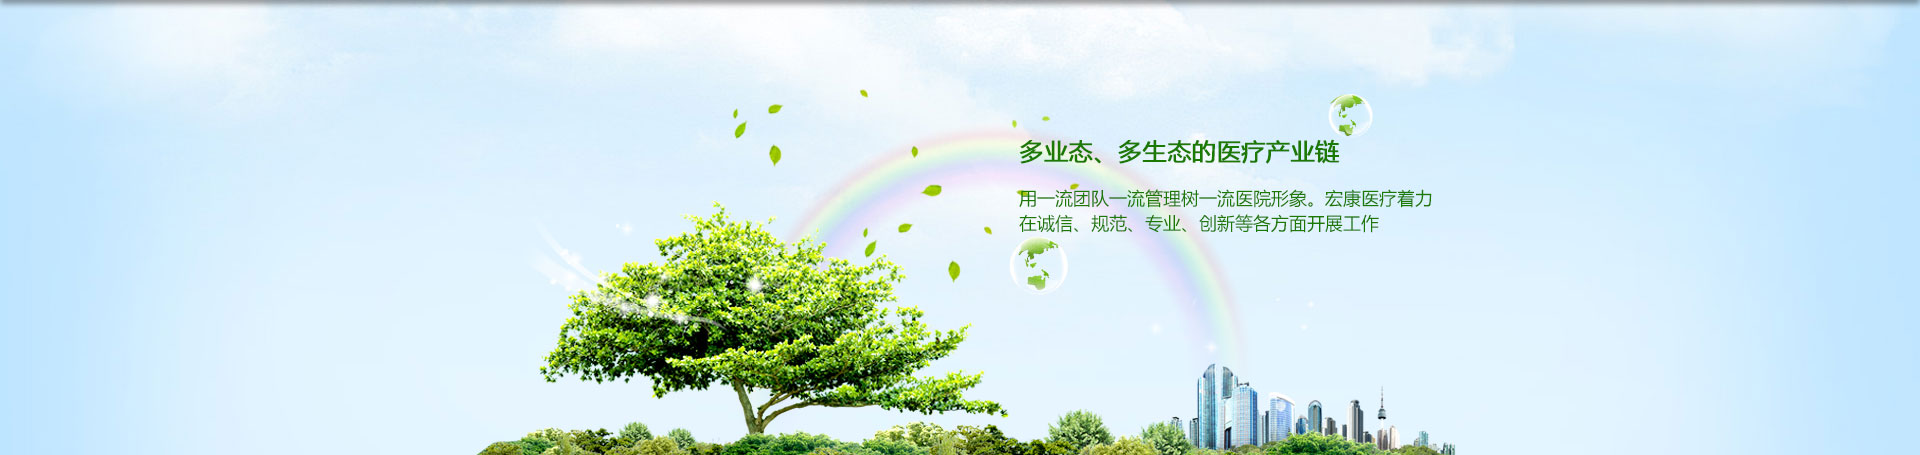 多业态、多生态的医疗产业链
用一流团队一流管理树一流医院形象。宏康医疗着力
在诚信、规范、专业、创新等各方面开展工作